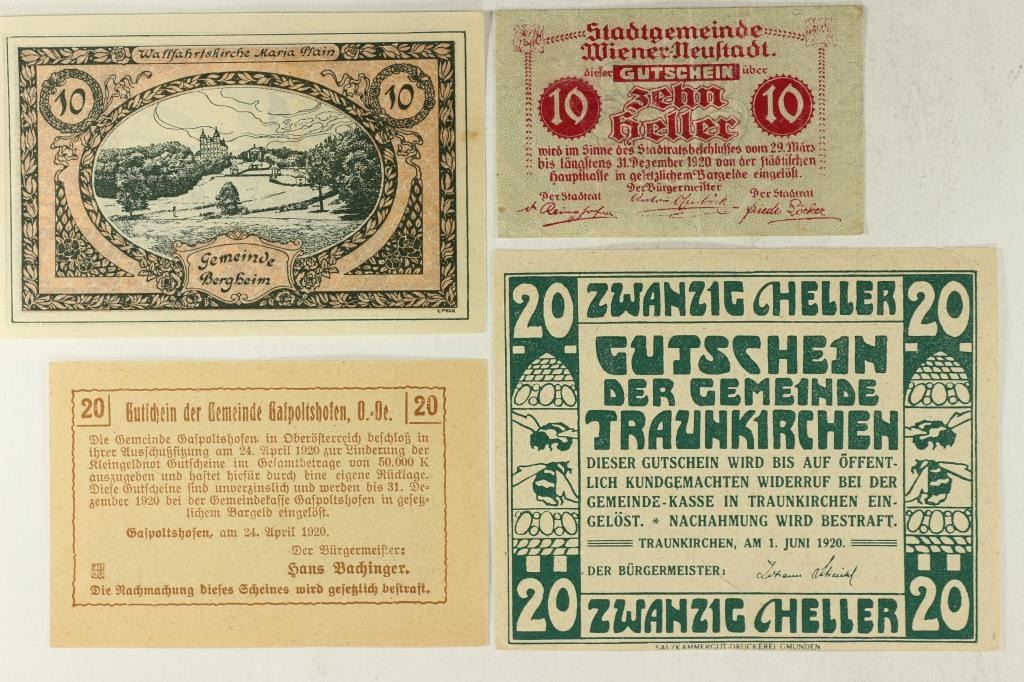 Wallfahrtskirche Maria Plain
10 10
Gemeinde
Bergheim
L. PECK
Stadtgemeinde
Wiener-Neustadt.
dieser GUTSCHEIN über
10 zehn 10
Heller
wird im Sinne des Stadtratsbeschlusses vom 29. März
bis längstens 31. Dezember 1920 von der städtischen
Hauptkasse in gesetzlichem Bargelde eingelöst.
Der Bürgermeister
Der Stadtrat Der Stadtrat
20 Gutschein der Gemeinde Gaspoltshofen, O.-Oe. 20
Die Gemeinde Gaspoltshofen in Oberösterreich beschloß in
ihrer Ausschußsitzung am 24. April 1920 zur Linderung der
Kleingeldnot Gutscheine im Gesamtbetrage von 50.000 K
auszugeben und haftet hiefür durch eine eigene Rücklage.
Diese Gutscheine sind unverzinslich und werden bis 31. De-
zember 1920 bei der Gemeindekasse Gaspoltshofen in gesetz-
lichem Bargeld eingelöst.
Gaspoltshofen, am 24. April 1920.
Der Bürgermeister:
Hans Bachinger.
Die Nachmachung dieses Scheines wird gesetzlich bestraft.
20 ZWANZIG HELLER 20
GUTSCHEIN
DER GEMEINDE
TRAUNKIRCHEN
DIESER GUTSCHEIN WIRD BIS AUF ÖFFENT-
LICH KUNDGEMACHTEN WIDERRUF BEI DER
GEMEINDE-KASSE IN TRAUNKIRCHEN EIN-
GELÖST. * NACHAHMUNG WIRD BESTRAFT.
TRAUNKIRCHEN, AM 1. JUNI 1920.
DER BÜRGERMEISTER:
20 ZWANZIG HELLER 20
SALZKAMMERGUT-DRUCKEREI GMUNDEN